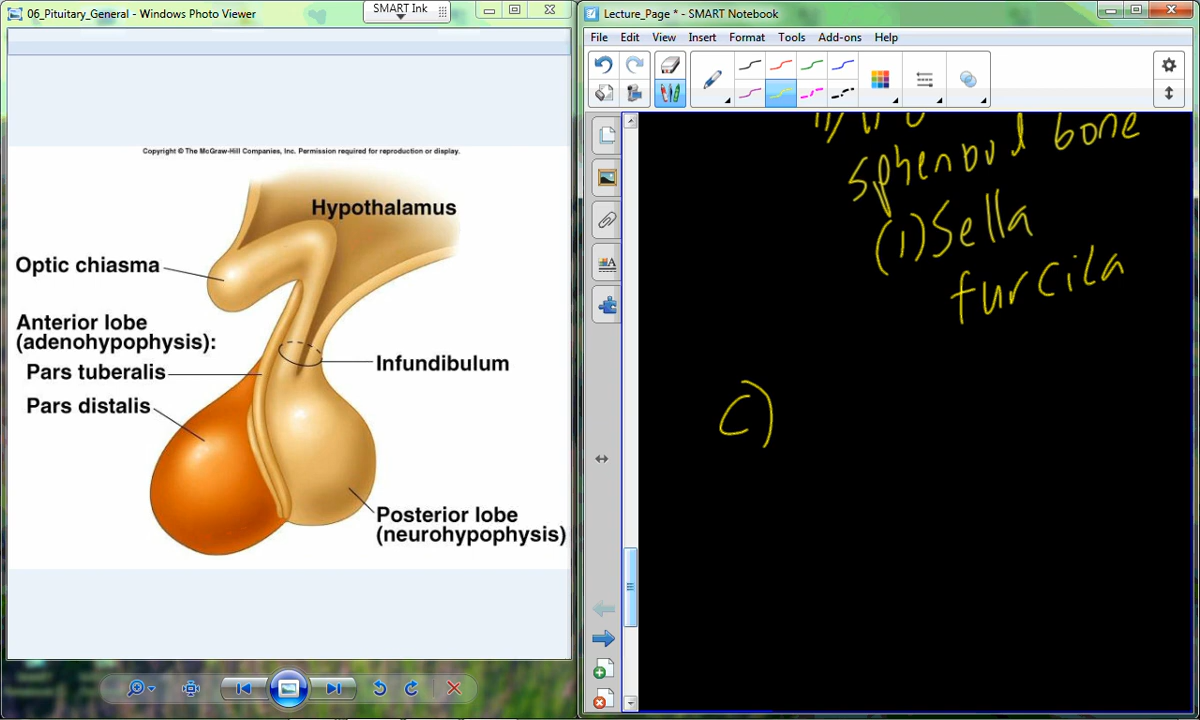 06_Pituitary_General - Windows Photo Viewer
SMART Ink
Copyright © The McGraw-Hill Companies, Inc. Permission required for reproduction or display.
Hypothalamus
Optic chiasma
Anterior lobe
(adenohypophysis):
Pars tuberalis
Pars distalis
Infundibulum
Posterior lobe
(neurohypophysis)
Lecture_Page * - SMART Notebook
File Edit View Insert Format Tools Add-ons Help
bone
sphenoid
(1) Sella
furcila
C)